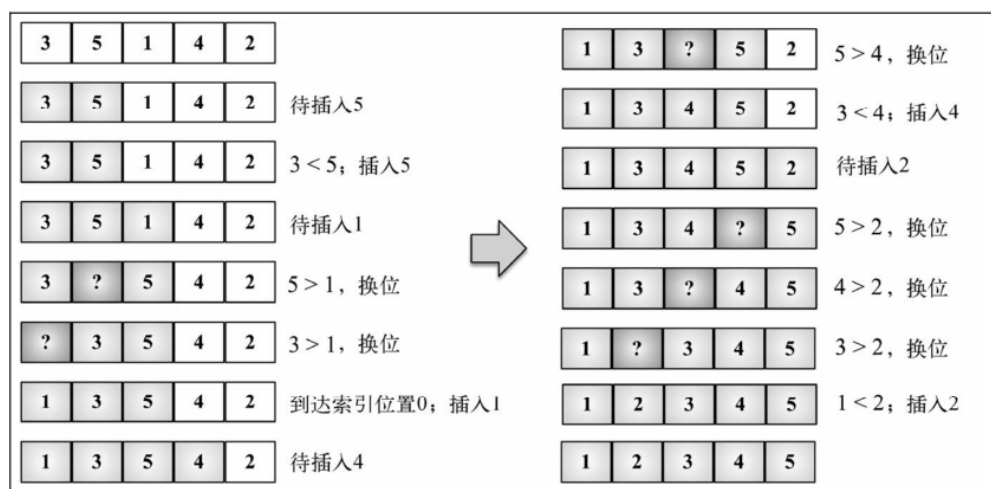 3 5 1 4 2
3 5 1 4 2 待插入5
3 5 1 4 2 3 < 5；插入5
3 5 1 4 2 待插入1
3 ? 5 4 2 5 > 1，换位
? 3 5 4 2 3 > 1，换位
1 3 5 4 2 到达索引位置0；插入1
1 3 5 4 2 待插入4
1 3 ? 5 2 5 > 4，换位
1 3 4 5 2 3 < 4；插入4
1 3 4 5 2 待插入2
1 3 4 ? 5 5 > 2，换位
1 3 ? 4 5 4 > 2，换位
1 ? 3 4 5 3 > 2，换位
1 2 3 4 5 1 < 2；插入2
1 2 3 4 5